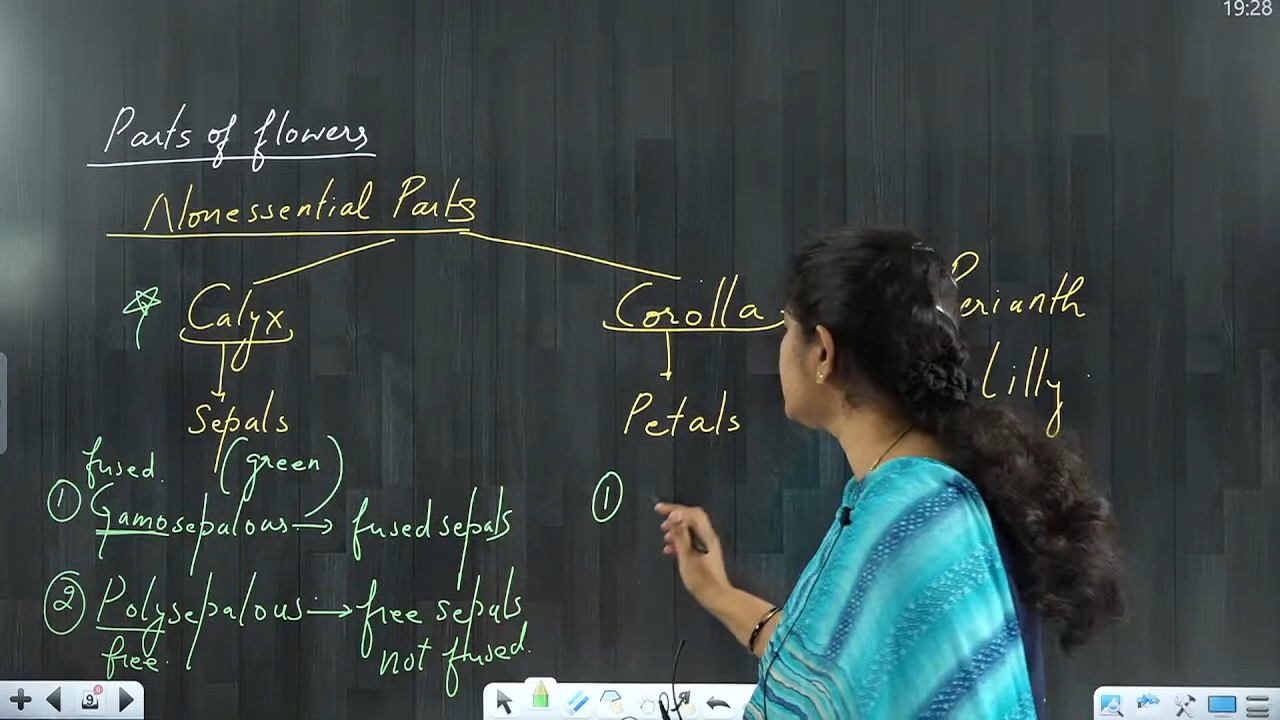 19:28
Parts of flowers
Nonessential Parts
Calyx
Corolla
Perianth
Sepals
Petals
Lilly
fused.
(green)
① Gamosepalous → fused sepals
①
② Polysepalous → free sepals
free.
not fused.
9